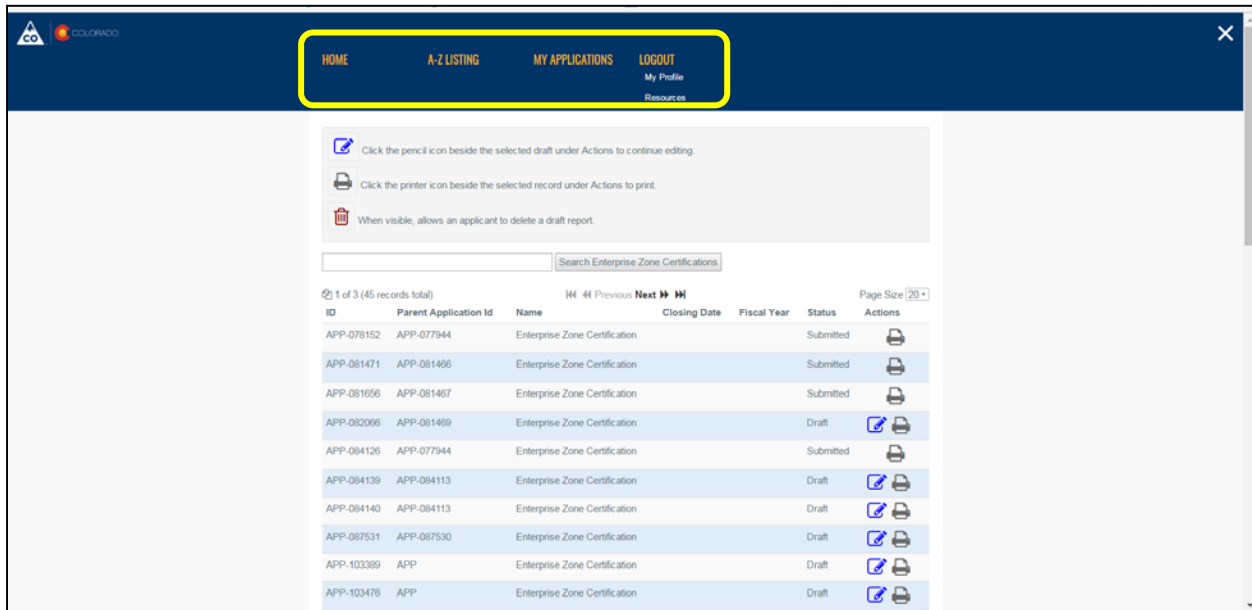 CO COLORADO
HOME A-Z LISTING MY APPLICATIONS LOGOUT
My Profile
Resources
Click the pencil icon beside the selected draft under Actions to continue editing.
Click the printer icon beside the selected record under Actions to print.
When visible, allows an applicant to delete a draft report.
Search Enterprise Zone Certifications
1 of 3 (45 records total) Previous Next Page Size 20
ID Parent Application Id Name Closing Date Fiscal Year Status Actions
APP-078152 APP-077944 Enterprise Zone Certification Submitted
APP-081471 APP-081466 Enterprise Zone Certification Submitted
APP-081656 APP-081467 Enterprise Zone Certification Submitted
APP-082066 APP-081469 Enterprise Zone Certification Draft
APP-084126 APP-077944 Enterprise Zone Certification Submitted
APP-084139 APP-084113 Enterprise Zone Certification Draft
APP-084140 APP-084113 Enterprise Zone Certification Draft
APP-087531 APP-087530 Enterprise Zone Certification Draft
APP-103389 APP Enterprise Zone Certification Draft
APP-103476 APP Enterprise Zone Certification Draft